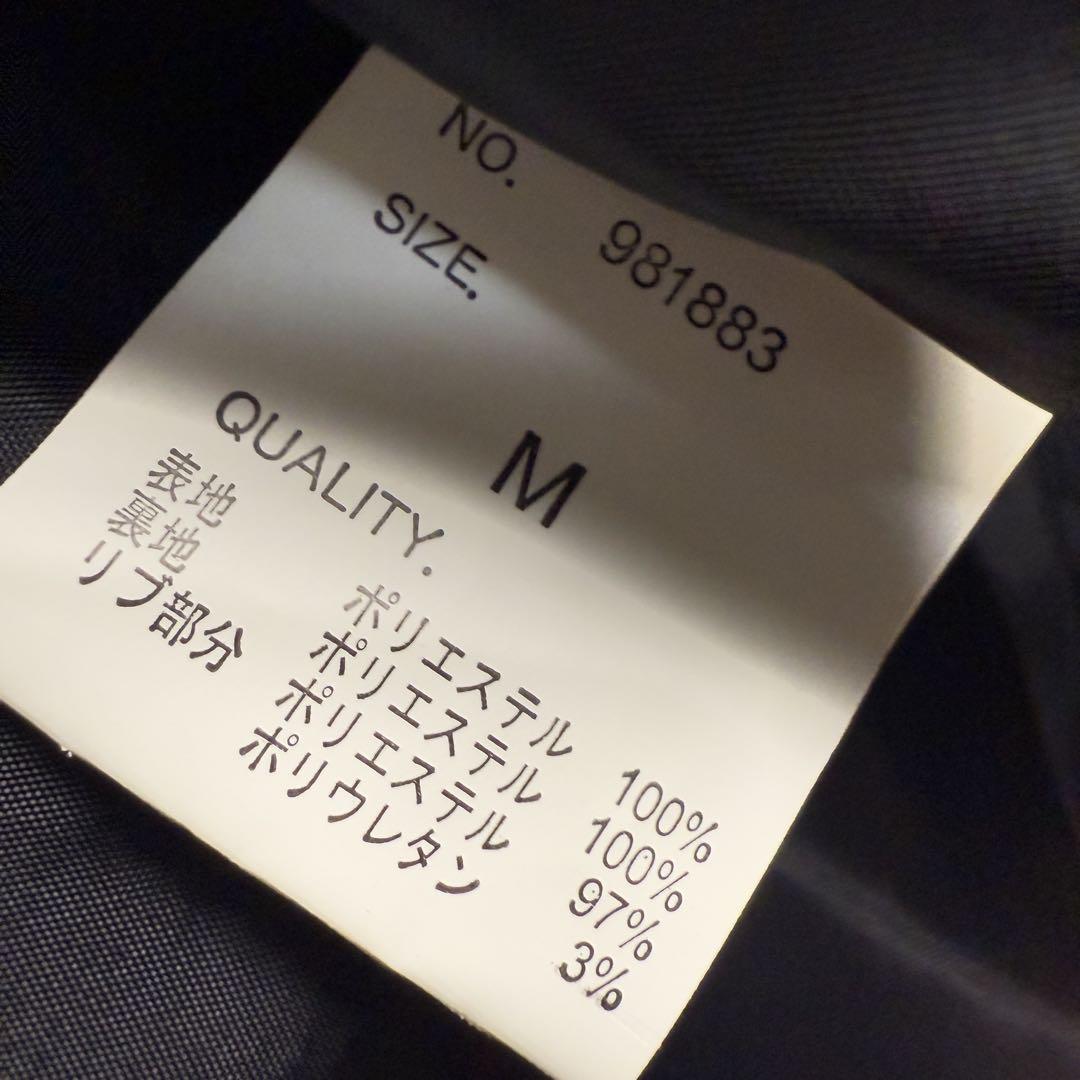 NO. 981883
SIZE. M
QUALITY.
表地 ポリエステル 100%
裏地 ポリエステル 100%
リブ部分 ポリエステル 97%
ポリウレタン 3%